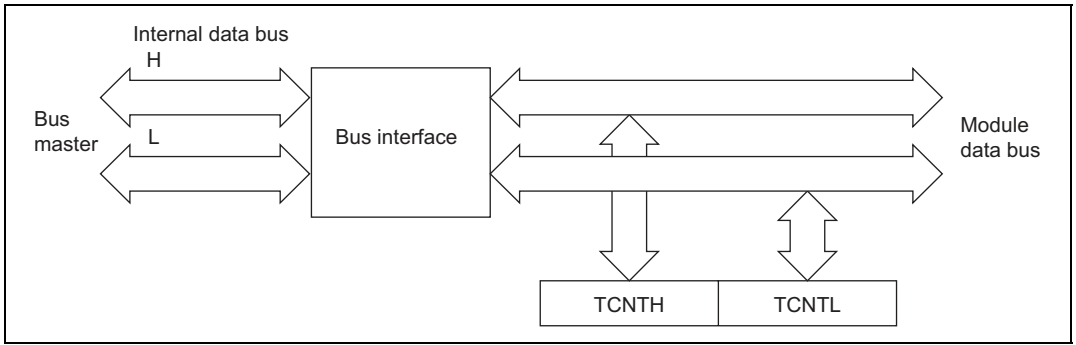 Internal data bus
H
Bus
master
L
Bus interface
Module
data bus
TCNTH
TCNTL